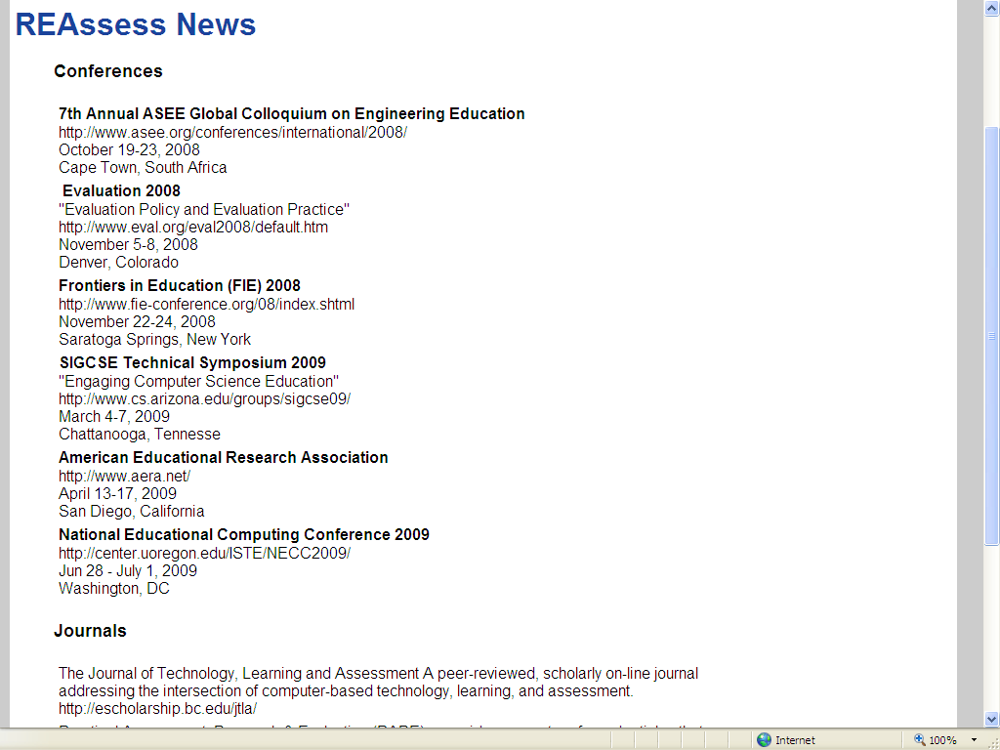 REAssess News
Conferences
7th Annual ASEE Global Colloquium on Engineering Education
http://www.asee.org/conferences/international/2008/
October 19-23, 2008
Cape Town, South Africa
Evaluation 2008
"Evaluation Policy and Evaluation Practice"
http://www.eval.org/eval2008/default.htm
November 5-8, 2008
Denver, Colorado
Frontiers in Education (FIE) 2008
http://www.fie-conference.org/08/index.shtml
November 22-24, 2008
Saratoga Springs, New York
SIGCSE Technical Symposium 2009
"Engaging Computer Science Education"
http://www.cs.arizona.edu/groups/sigcse09/
March 4-7, 2009
Chattanooga, Tennesse
American Educational Research Association
http://www.aera.net/
April 13-17, 2009
San Diego, California
National Educational Computing Conference 2009
http://center.uoregon.edu/ISTE/NECC2009/
Jun 28 - July 1, 2009
Washington, DC
Journals
The Journal of Technology, Learning and Assessment A peer-reviewed, scholarly on-line journal
addressing the intersection of computer-based technology, learning, and assessment.
http://escholarship.bc.edu/jtla/
Internet
100%